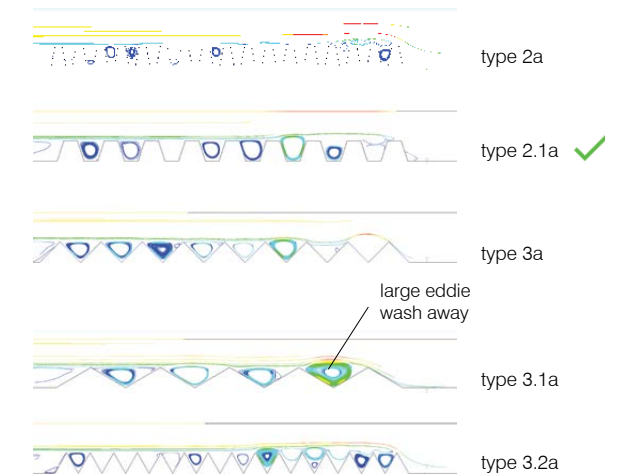 type 2a
type 2.1a
type 3a
large eddie
wash away
type 3.1a
type 3.2a